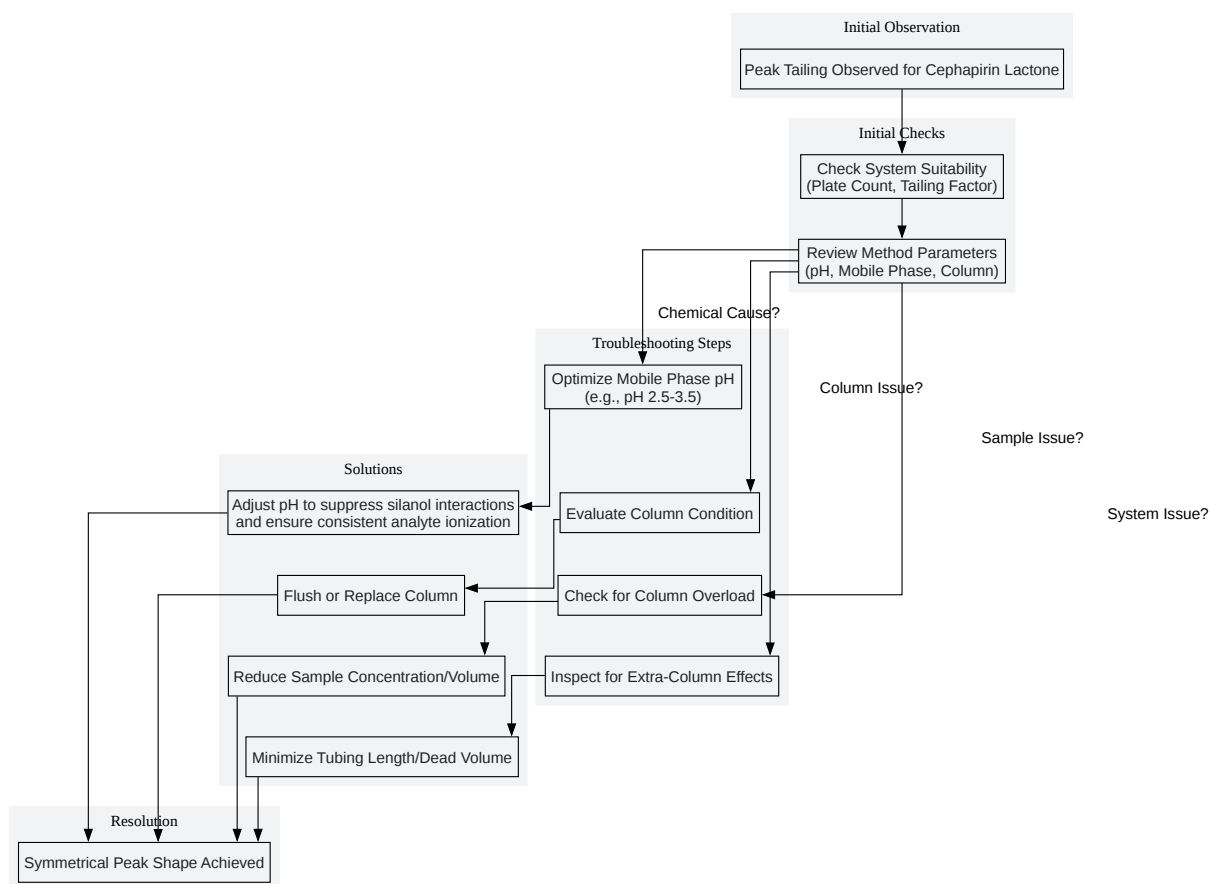 Initial Observation
Peak Tailing Observed for Cephapirin Lactone
Initial Checks
Check System Suitability
(Plate Count, Tailing Factor)
Review Method Parameters
(pH, Mobile Phase, Column)
Chemical Cause?
Troubleshooting Steps
Optimize Mobile Phase pH
(e.g., pH 2.5-3.5)
Column Issue?
Sample Issue?
System Issue?
Solutions
Adjust pH to suppress silanol interactions
and ensure consistent analyte ionization
Evaluate Column Condition
Flush or Replace Column
Check for Column Overload
Reduce Sample Concentration/Volume
Inspect for Extra-Column Effects
Minimize Tubing Length/Dead Volume
Resolution
Symmetrical Peak Shape Achieved